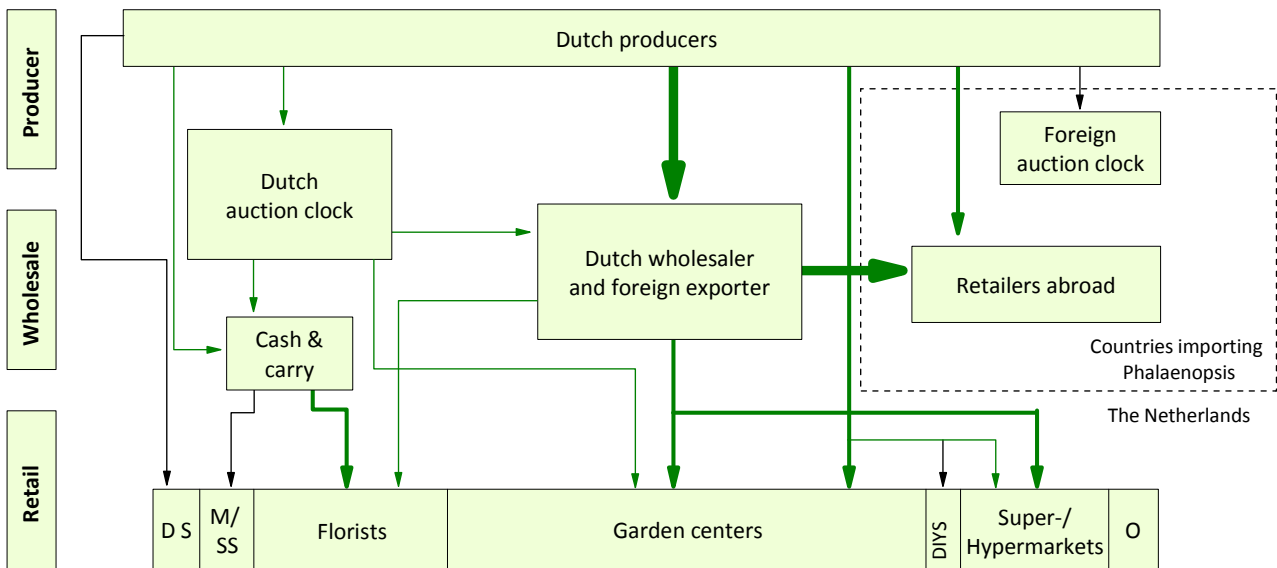 Dutch producers
Producer
Foreign
auction clock
Dutch
auction clock
Wholesale
Dutch wholesaler
and foreign exporter
Retailers abroad
Cash &
carry
Countries importing
Phalaenopsis
The Netherlands
Retail
D S
M/
SS
Florists
Garden centers
DIYS
Super-/
Hypermarkets
O